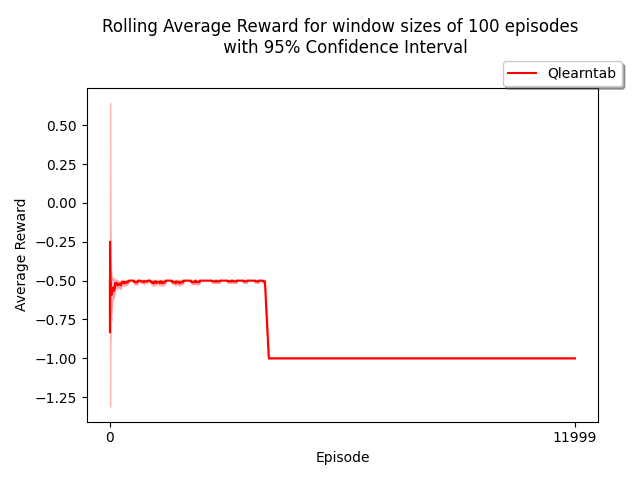 Rolling Average Reward for window sizes of 100 episodes
with 95% Confidence Interval
Qlearntab
Average Reward
0.50
0.25
0.00
−0.25
−0.50
−0.75
−1.00
−1.25
0
11999
Episode